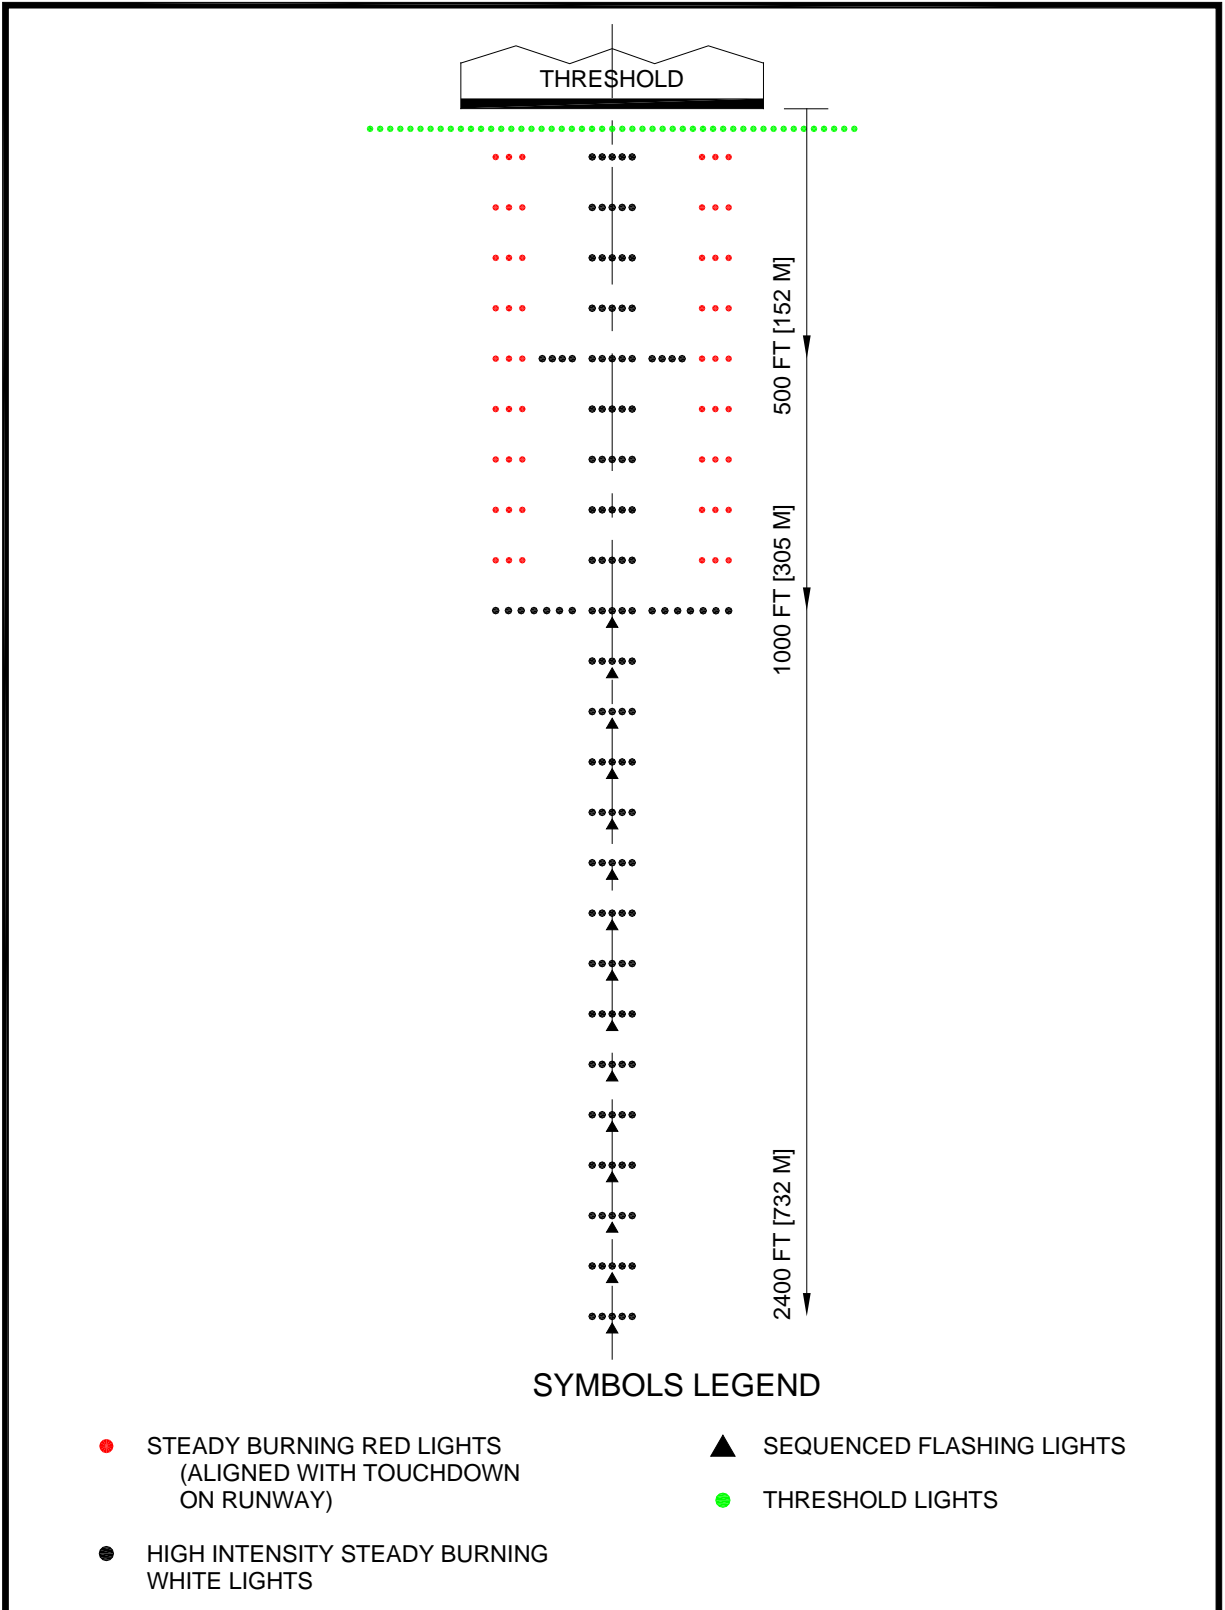 THRESHOLD
500 FT [152 M]
1000 FT [305 M]
2400 FT [732 M]
SYMBOLS LEGEND
STEADY BURNING RED LIGHTS
(ALIGNED WITH TOUCHDOWN
ON RUNWAY)
HIGH INTENSITY STEADY BURNING
WHITE LIGHTS
SEQUENCED FLASHING LIGHTS
THRESHOLD LIGHTS